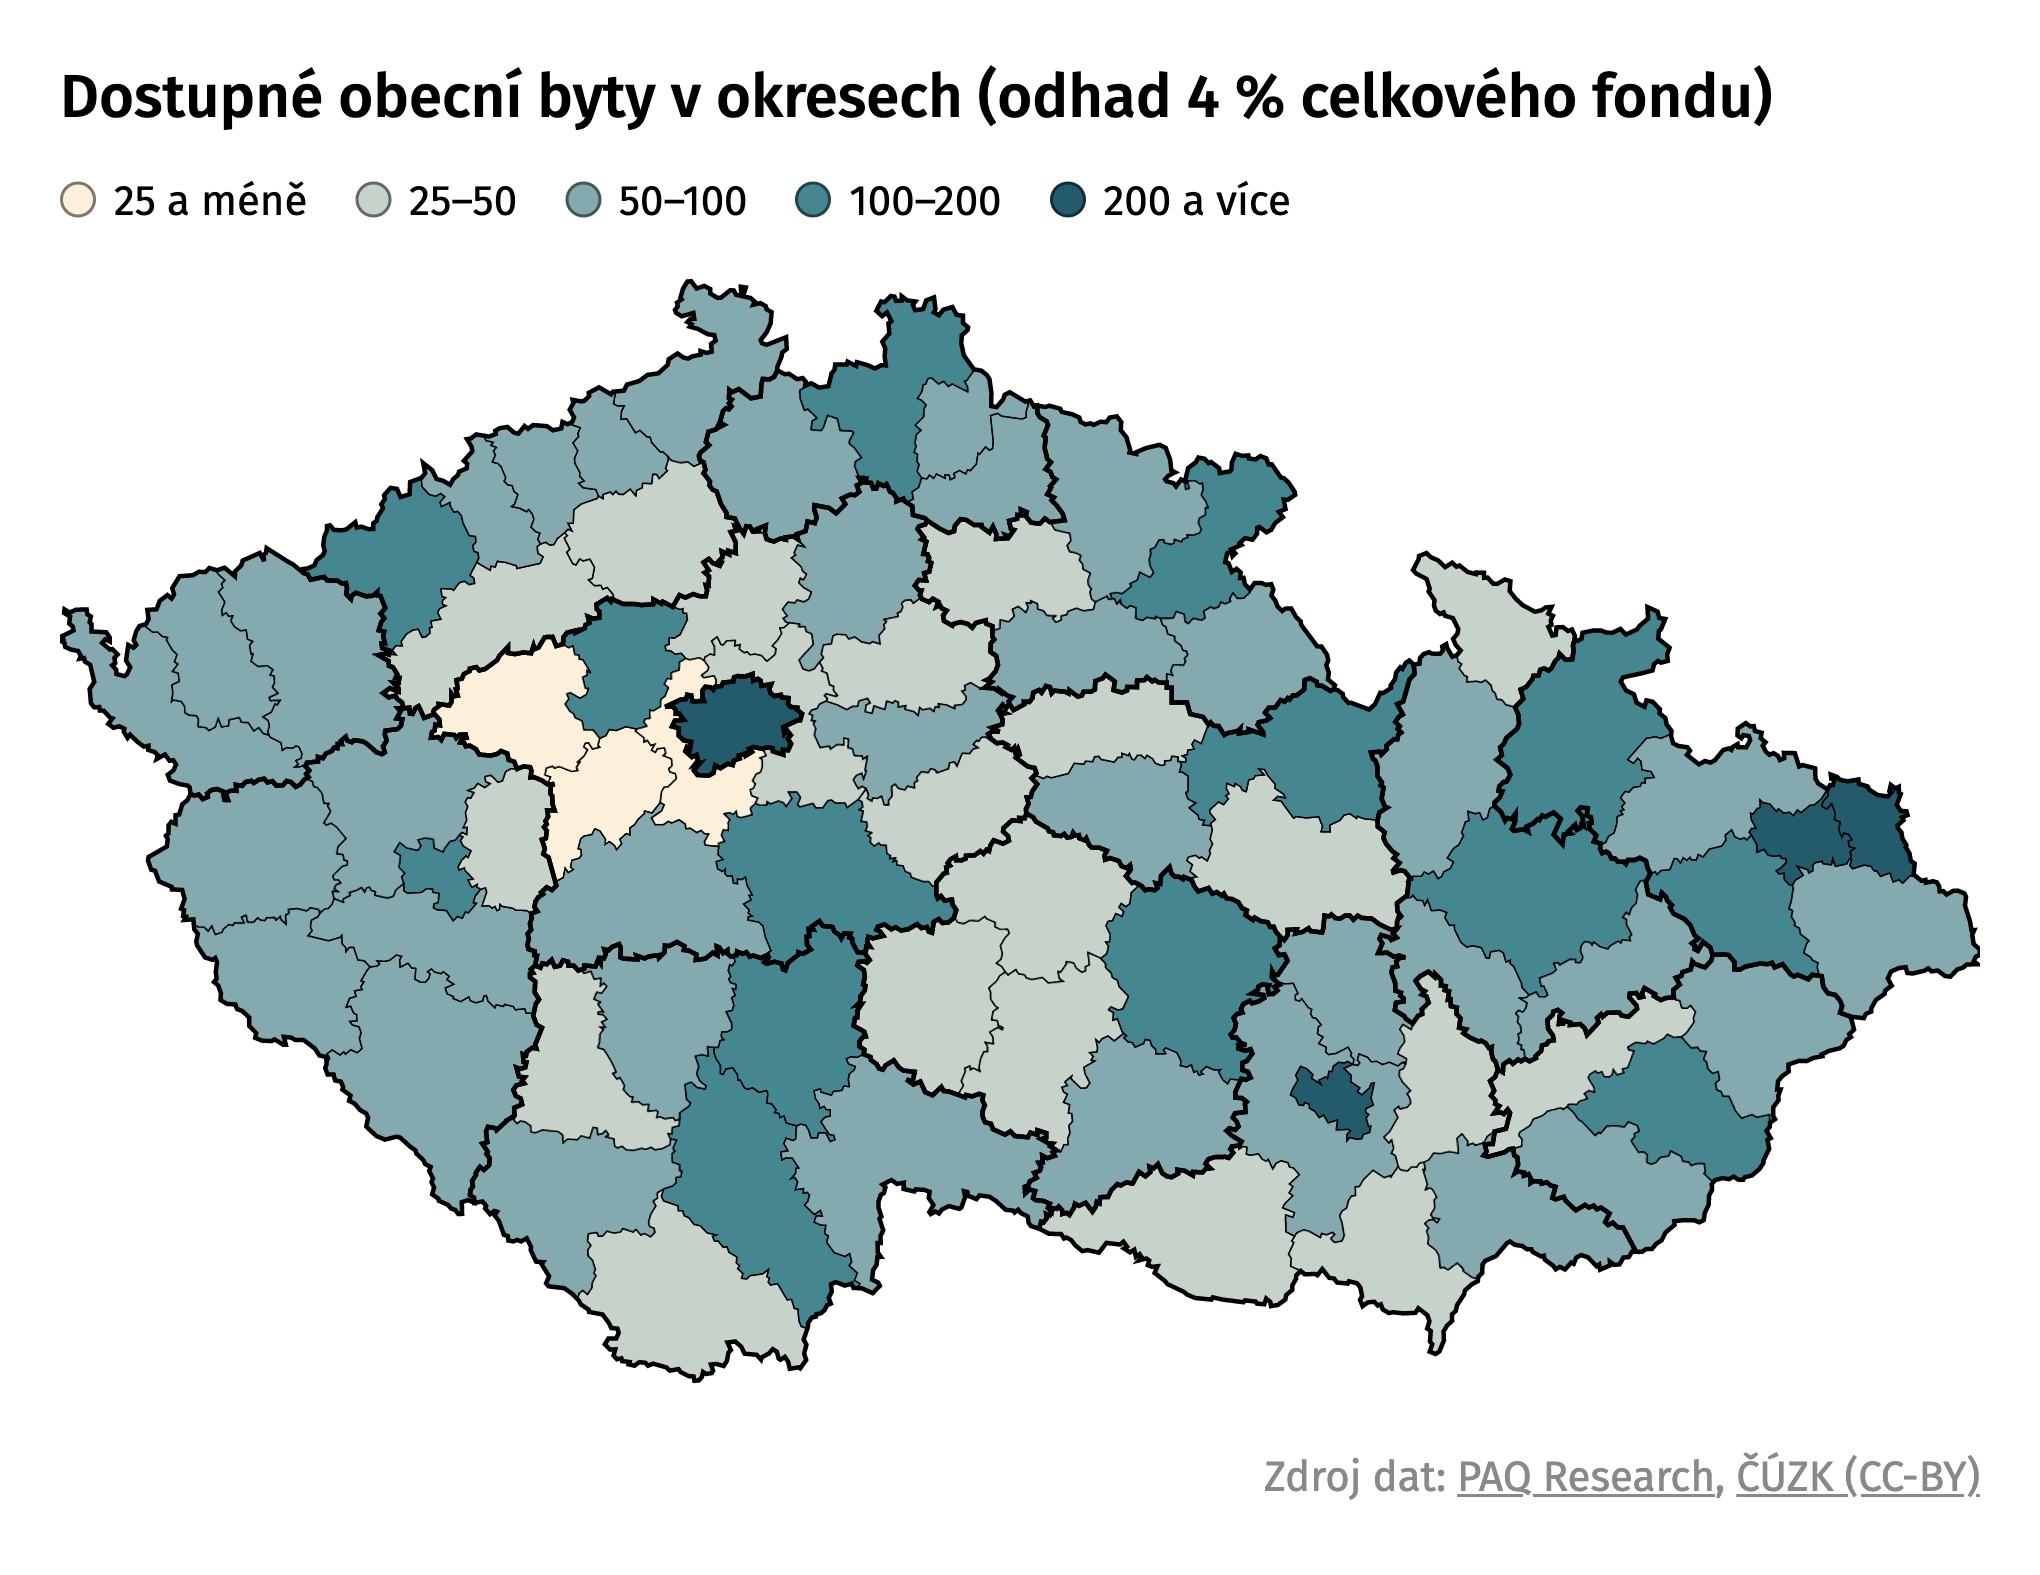 Dostupné obecní byty v okresech (odhad 4 % celkového fondu)
25 a méně 25–50 50–100 100–200 200 a více
Zdroj dat: PAQ Research, ČÚZK (CC-BY)